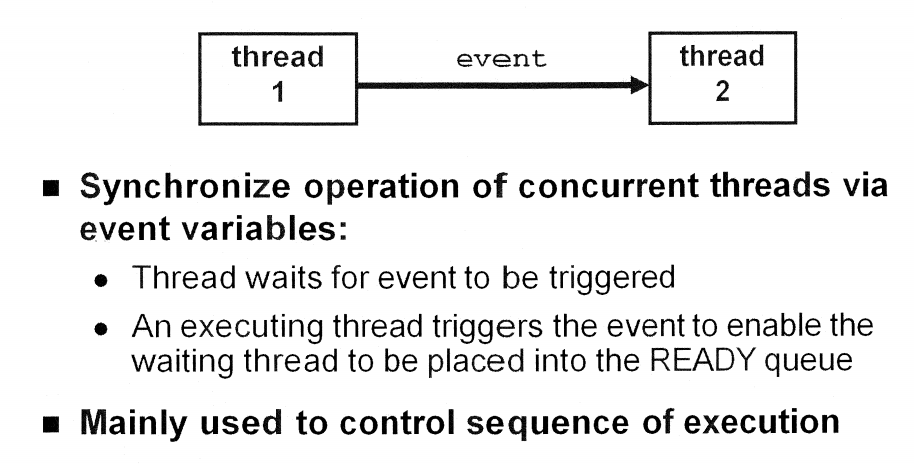 thread
1
event
thread
2
■ Synchronize operation of concurrent threads via
event variables:
● Thread waits for event to be triggered
● An executing thread triggers the event to enable the
waiting thread to be placed into the READY queue
■ Mainly used to control sequence of execution